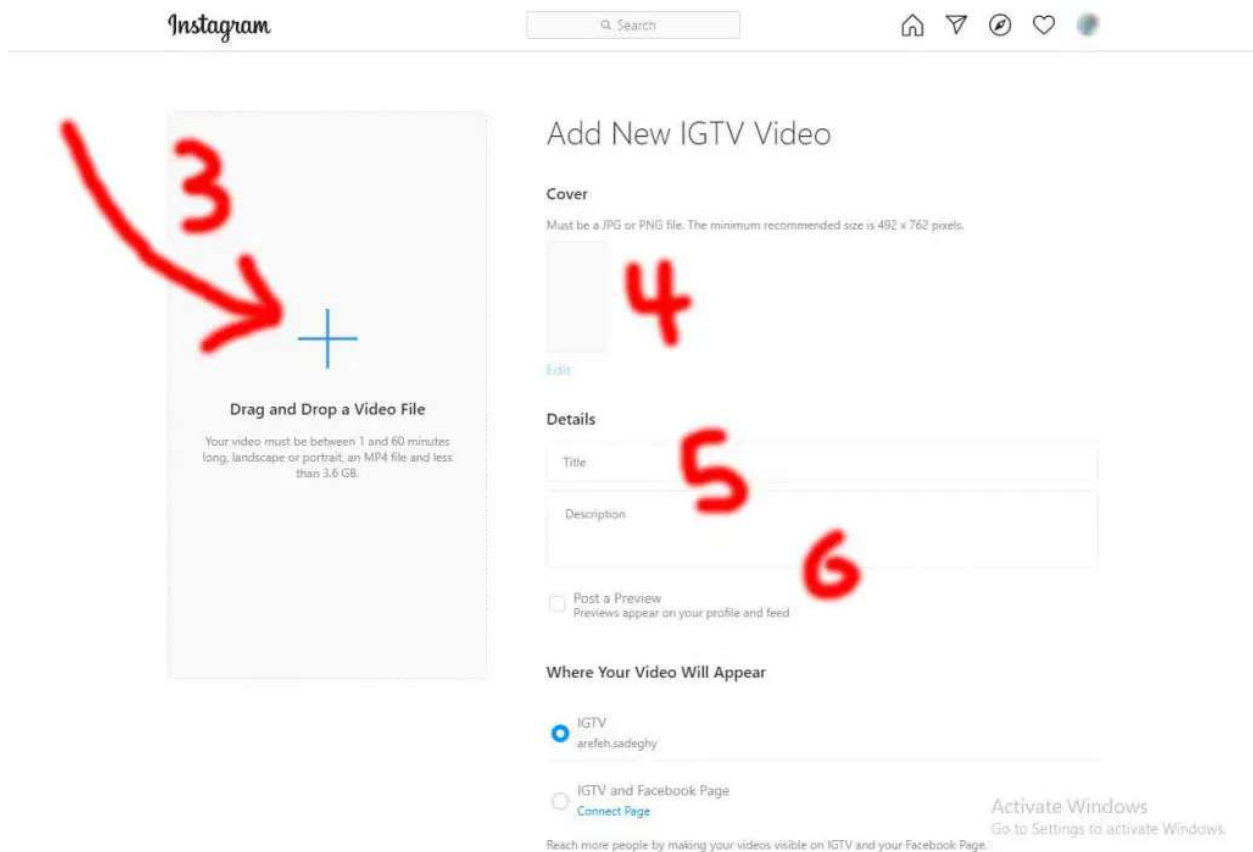 Instagram
Search
3
Add New IGTV Video
Cover
Must be a JPG or PNG file. The minimum recommended size is 492 x 762 pixels.
4
Edit
Drag and Drop a Video File
Your video must be between 1 and 60 minutes
long, landscape or portrait, an MP4 file and less
than 3.6 GB.
Details
Title
5
Description
6
Post a Preview
Previews appear on your profile and feed
Where Your Video Will Appear
IGTV
arefeh.sadeghy
IGTV and Facebook Page
Connect Page
Reach more people by making your videos visible on IGTV and your Facebook Page.
Activate Windows
Go to Settings to activate Windows.